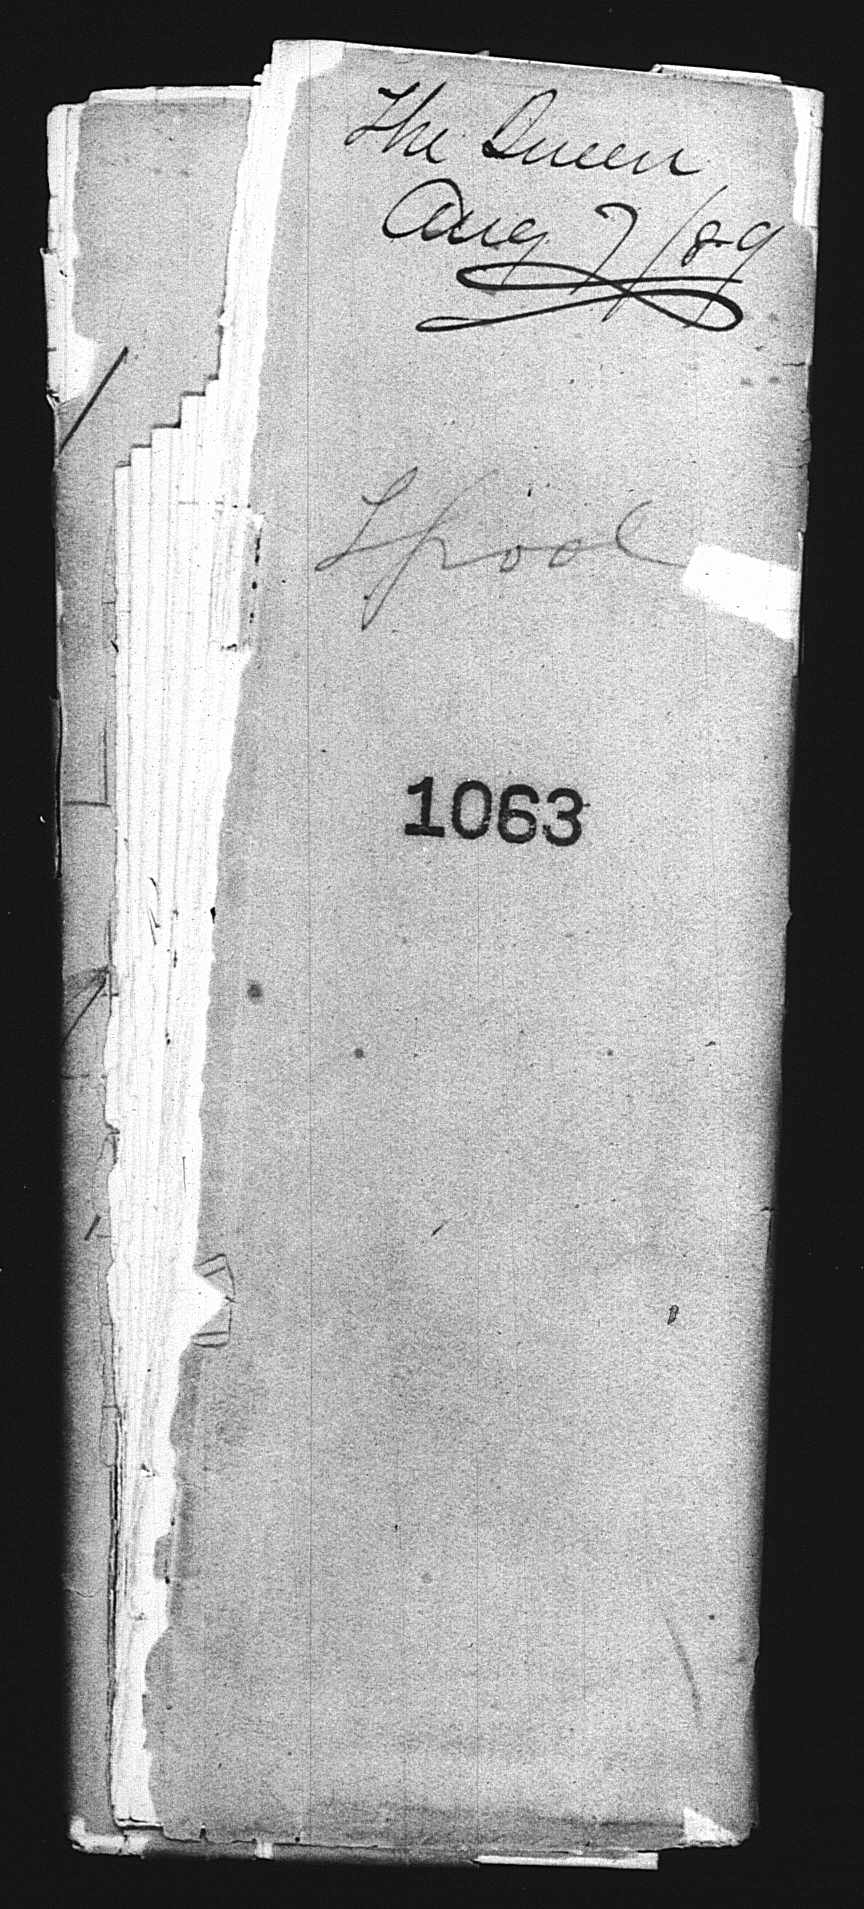 The Queen
Aug 7/89
Lpool
1063